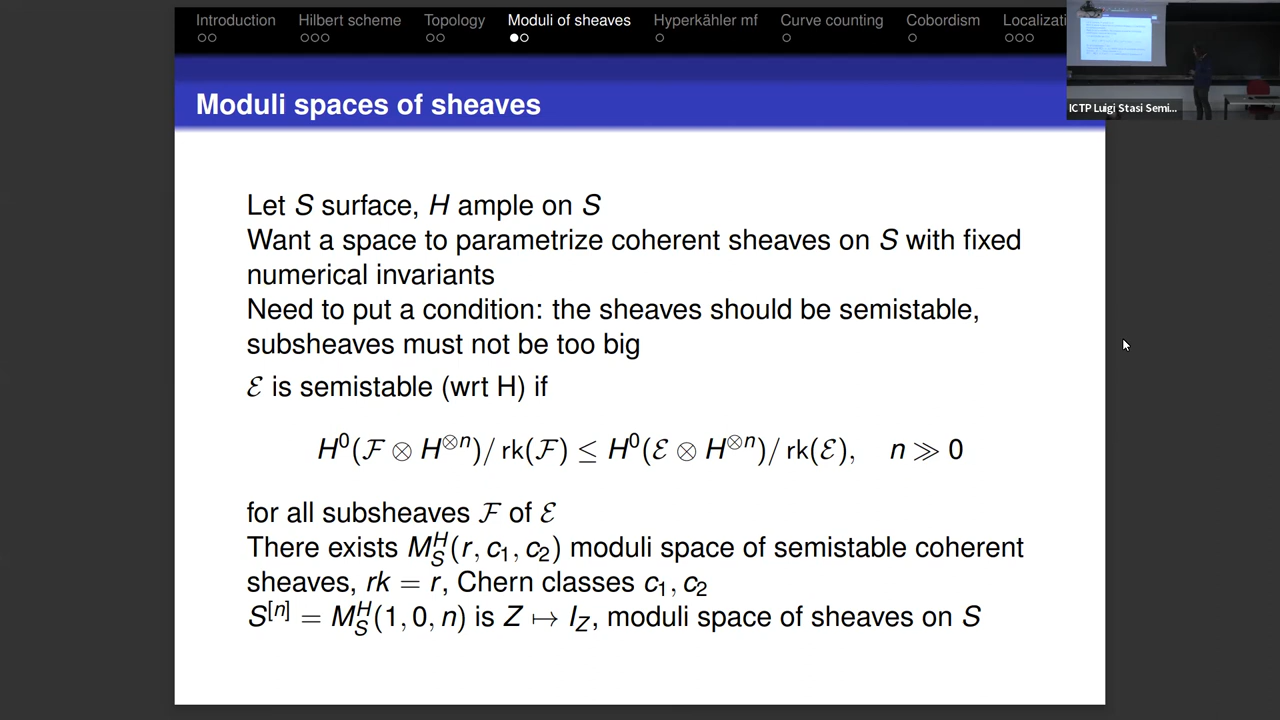 Introduction Hilbert scheme Topology Moduli of sheaves Hyperkähler mf Curve counting Cobordism Localizati
ICTP Luigi Stasi Semi...
Moduli spaces of sheaves
Let S surface, H ample on S
Want a space to parametrize coherent sheaves on S with fixed
numerical invariants
Need to put a condition: the sheaves should be semistable,
subsheaves must not be too big
ℰ is semistable (wrt H) if
H⁰(ℱ ⊗ H^{⊗n})/ rk(ℱ) ≤ H⁰(ℰ ⊗ H^{⊗n})/ rk(ℰ), n ≫ 0
for all subsheaves ℱ of ℰ
There exists M_S^H(r, c₁, c₂) moduli space of semistable coherent
sheaves, rk = r, Chern classes c₁, c₂
S^{[n]} = M_S^H(1, 0, n) is Z ↦ I_Z, moduli space of sheaves on S